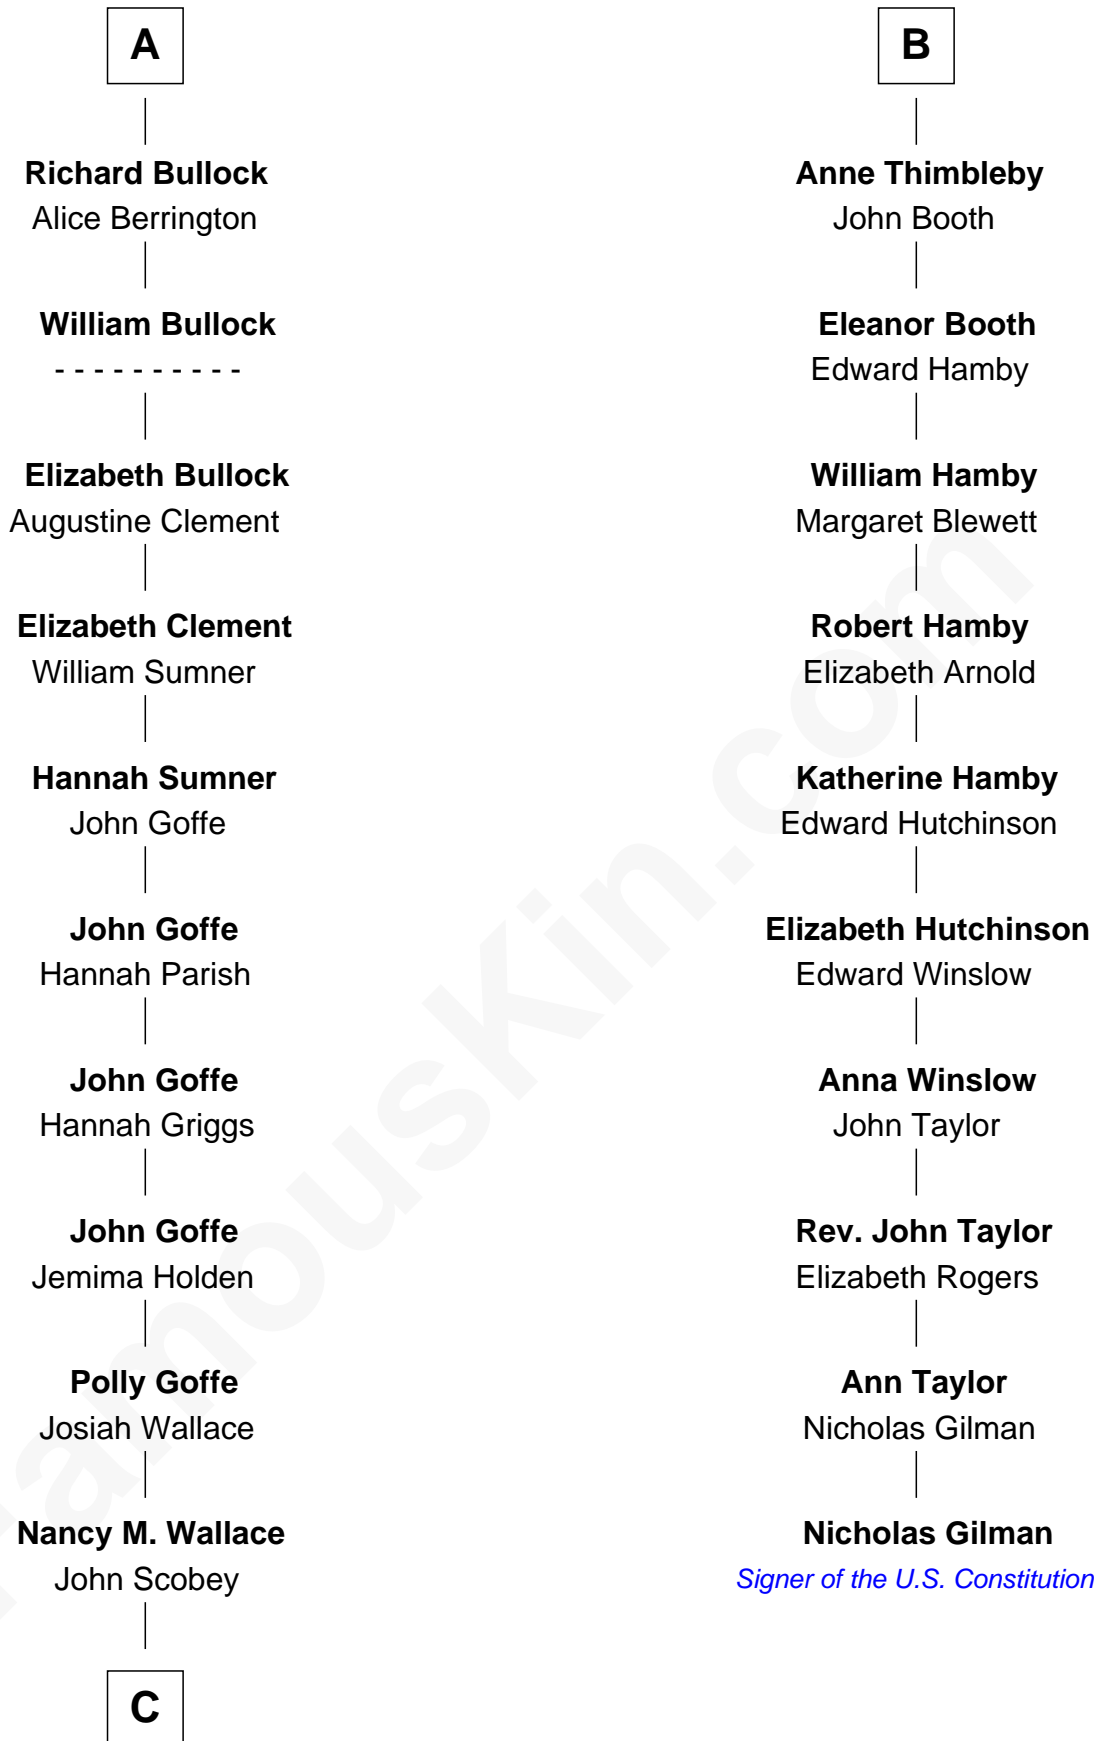 A
Richard Bullock
Alice Berrington
William Bullock
- - - - - - - - - -
Elizabeth Bullock
Augustine Clement
Elizabeth Clement
William Sumner
Hannah Sumner
John Goffe
John Goffe
Hannah Parish
John Goffe
Hannah Griggs
John Goffe
Jemima Holden
Polly Goffe
Josiah Wallace
Nancy M. Wallace
John Scobey
C
B
Anne Thimbleby
John Booth
Eleanor Booth
Edward Hamby
William Hamby
Margaret Blewett
Robert Hamby
Elizabeth Arnold
Katherine Hamby
Edward Hutchinson
Elizabeth Hutchinson
Edward Winslow
Anna Winslow
John Taylor
Rev. John Taylor
Elizabeth Rogers
Ann Taylor
Nicholas Gilman
Nicholas Gilman
Signer of the U.S. Constitution
FamousKin.com